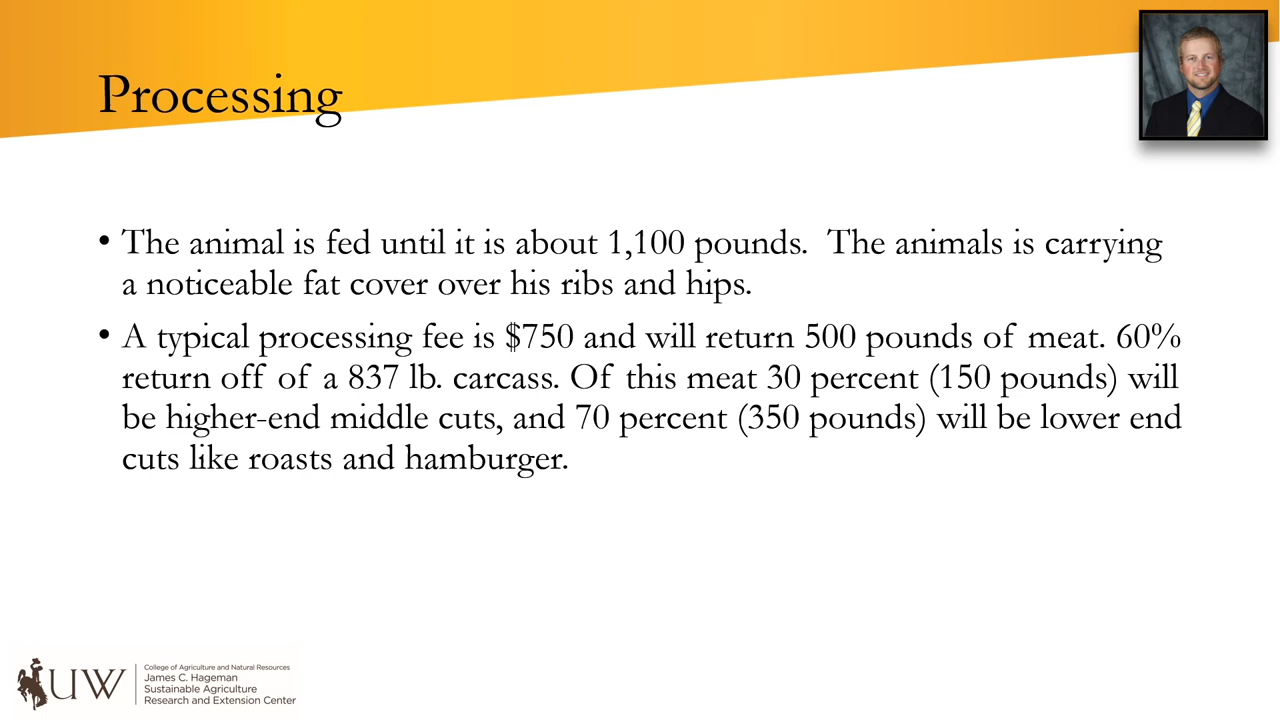 Processing
• The animal is fed until it is about 1,100 pounds. The animals is carrying
a noticeable fat cover over his ribs and hips.
• A typical processing fee is $750 and will return 500 pounds of meat. 60%
return off of a 837 lb. carcass. Of this meat 30 percent (150 pounds) will
be higher-end middle cuts, and 70 percent (350 pounds) will be lower end
cuts like roasts and hamburger.
UW
College of Agriculture and Natural Resources
James C. Hageman
Sustainable Agriculture
Research and Extension Center